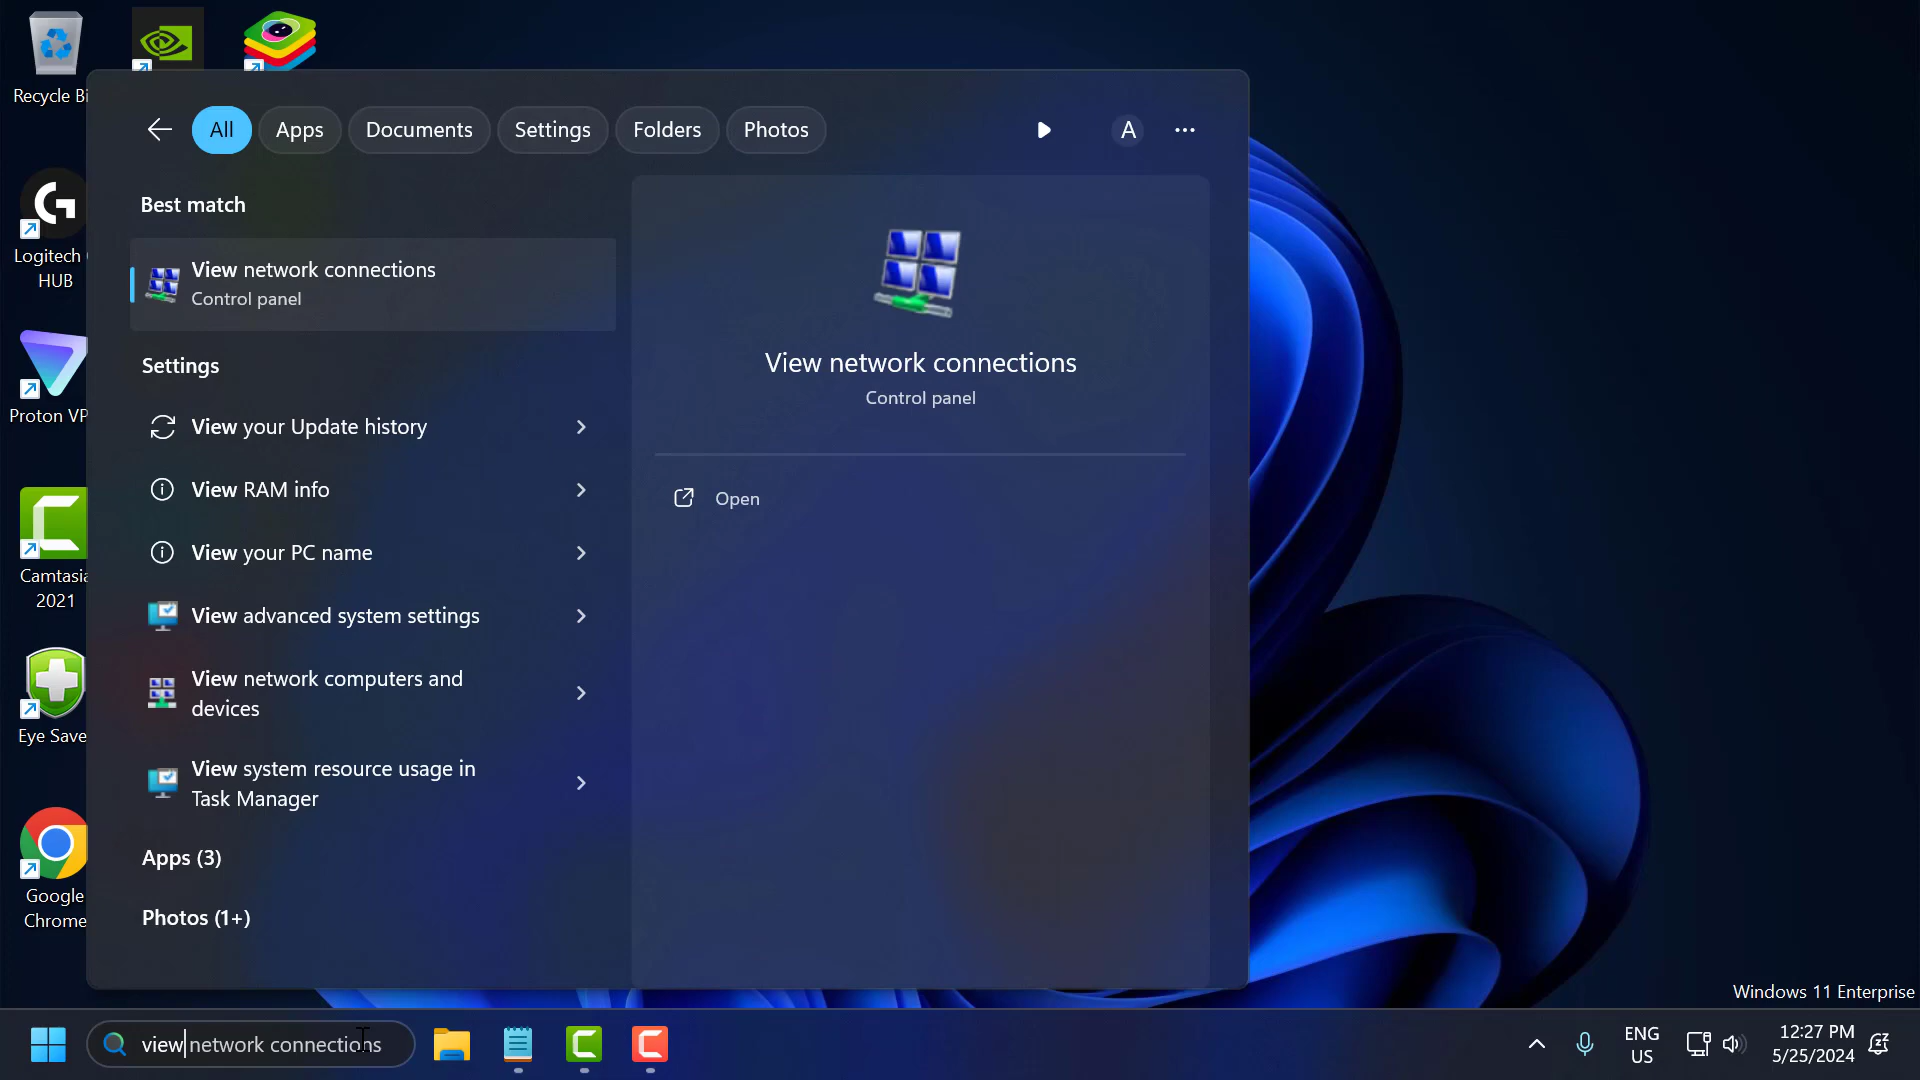 Recycle Bi
All
Apps
Documents
Settings
Folders
Photos
A
Best match
View network connections
Control panel
Settings
View your Update history
View RAM info
View your PC name
View advanced system settings
View network computers and
devices
View system resource usage in
Task Manager
Apps (3)
Photos (1+)
View network connections
Control panel
Open
Logitech
HUB
Proton VP
Camtasia
2021
Eye Save
Google
Chrome
Windows 11 Enterprise
view network connections
ENG
US
12:27 PM
5/25/2024